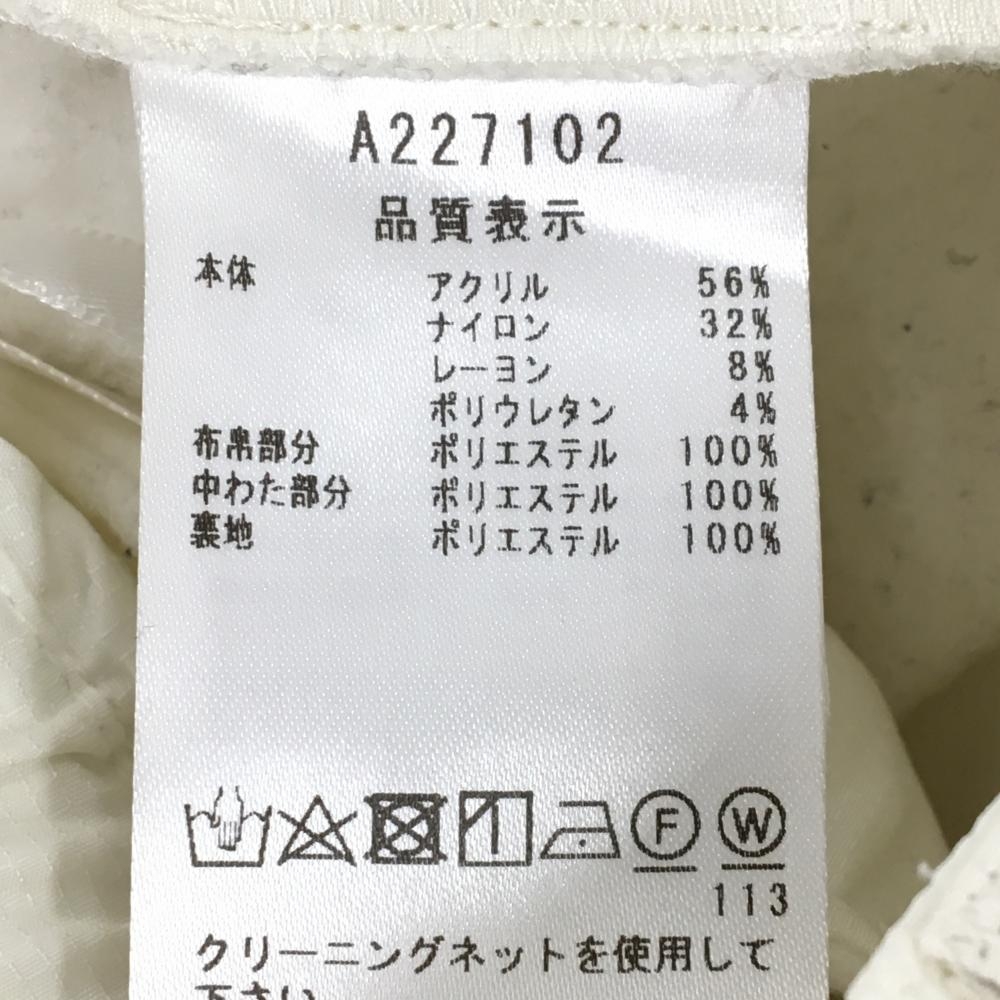 A227102
品質表示
本体 アクリル 56%
ナイロン 32%
レーヨン 8%
ポリウレタン 4%
布帛部分 ポリエステル 100%
中わた部分 ポリエステル 100%
裏地 ポリエステル 100%
F W
113
クリーニングネットを使用して
下さい